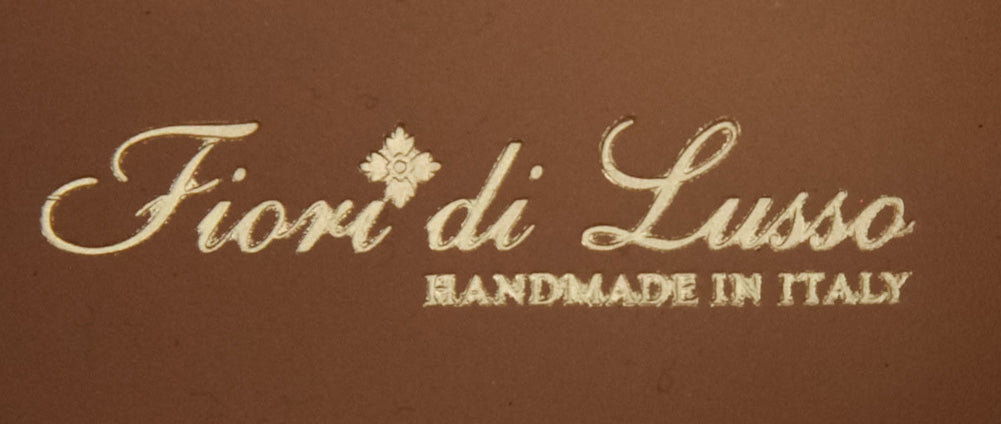 Fiori di Lusso
HANDMADE IN ITALY